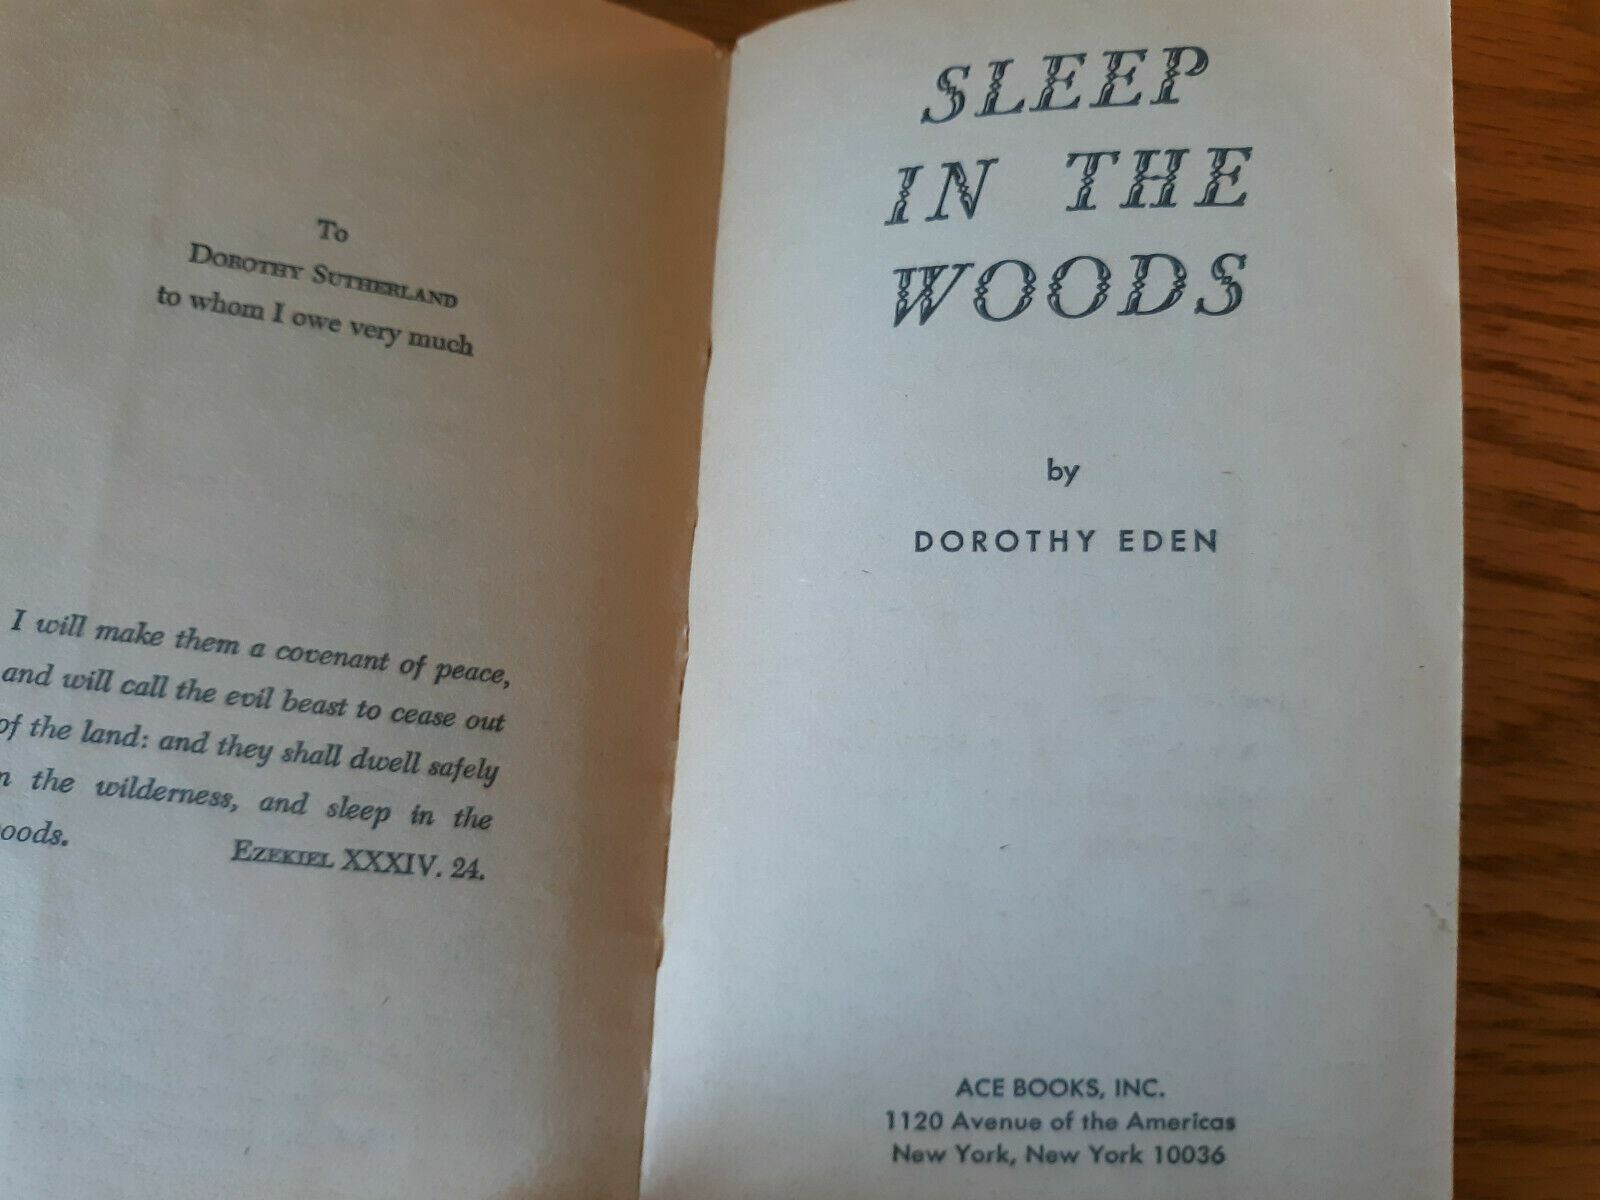 To
DOROTHY SUTHERLAND
to whom I owe very much
I will make them a covenant of peace,
and will call the evil beast to cease out
of the land: and they shall dwell safely
the wilderness, and sleep in the
EZEKIEL XXXIV. 24.
SLEEP
IN THE
WOODS
by
DOROTHY EDEN
ACE BOOKS, INC.
1120 Avenue of the Americas
New York, New York 10036